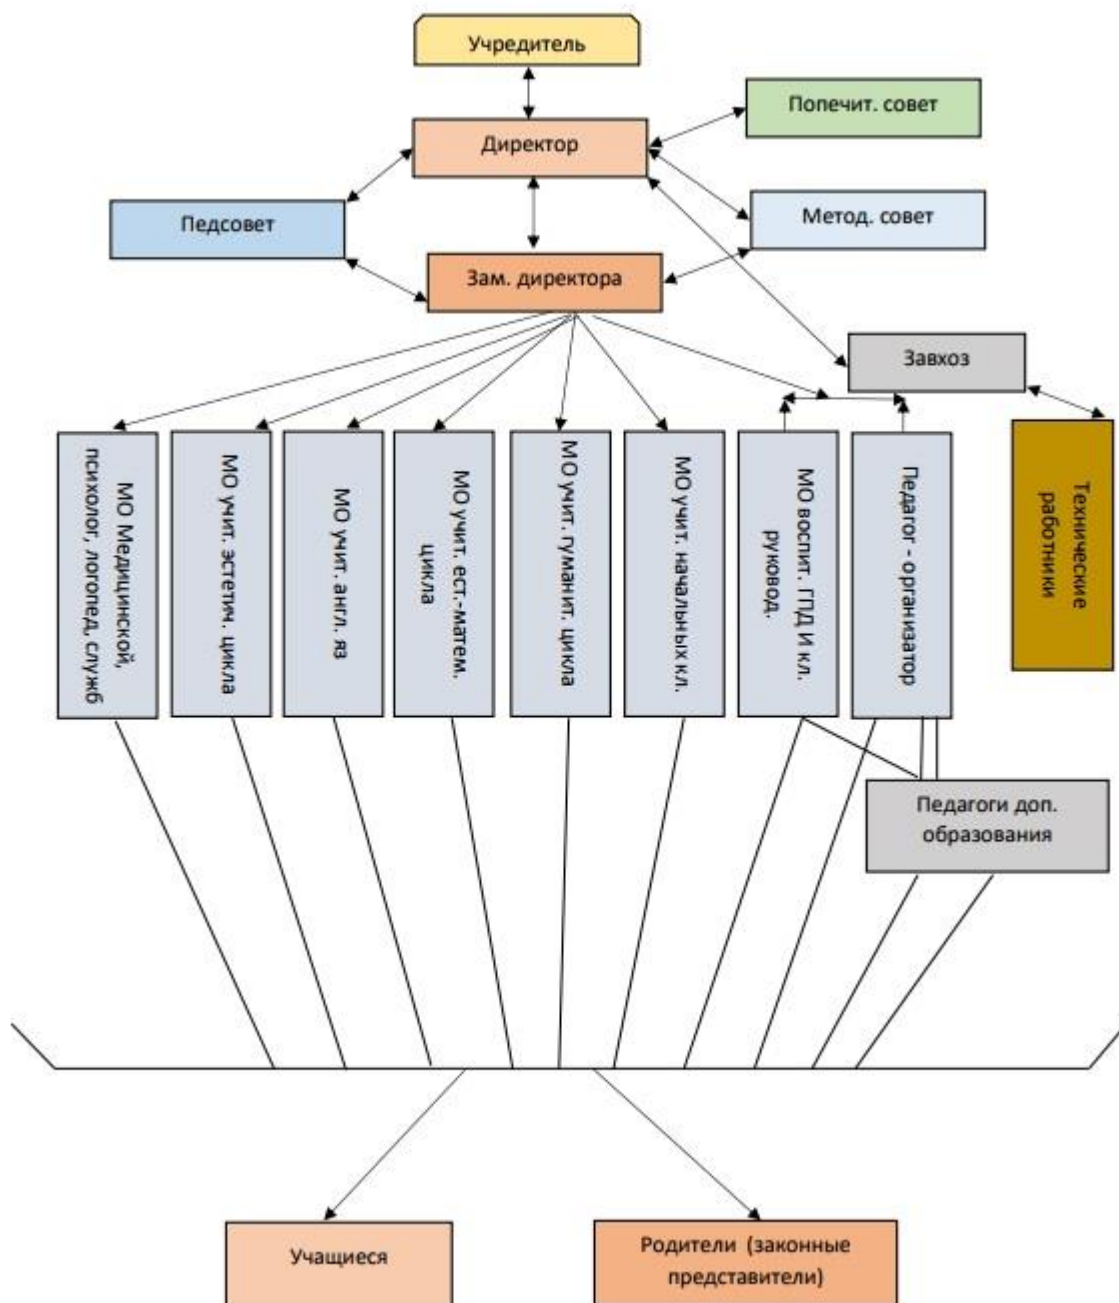 Учредитель
Попечит. совет
Директор
Педсовет
Метод. совет
Зам. директора
Завхоз
МО Медицинской,
психолог, логопед, служб
МО учит. эстетич. цикла
МО учит. англ. яз
МО учит. ест.-матем.
цикла
МО учит. гуманит. цикла
МО учит. начальных кл.
МО воспит. ГПД И кл.
руковод.
Педагог - организатор
Технические
работники
Педагоги доп.
образования
Учащиеся
Родители (законные
представители)